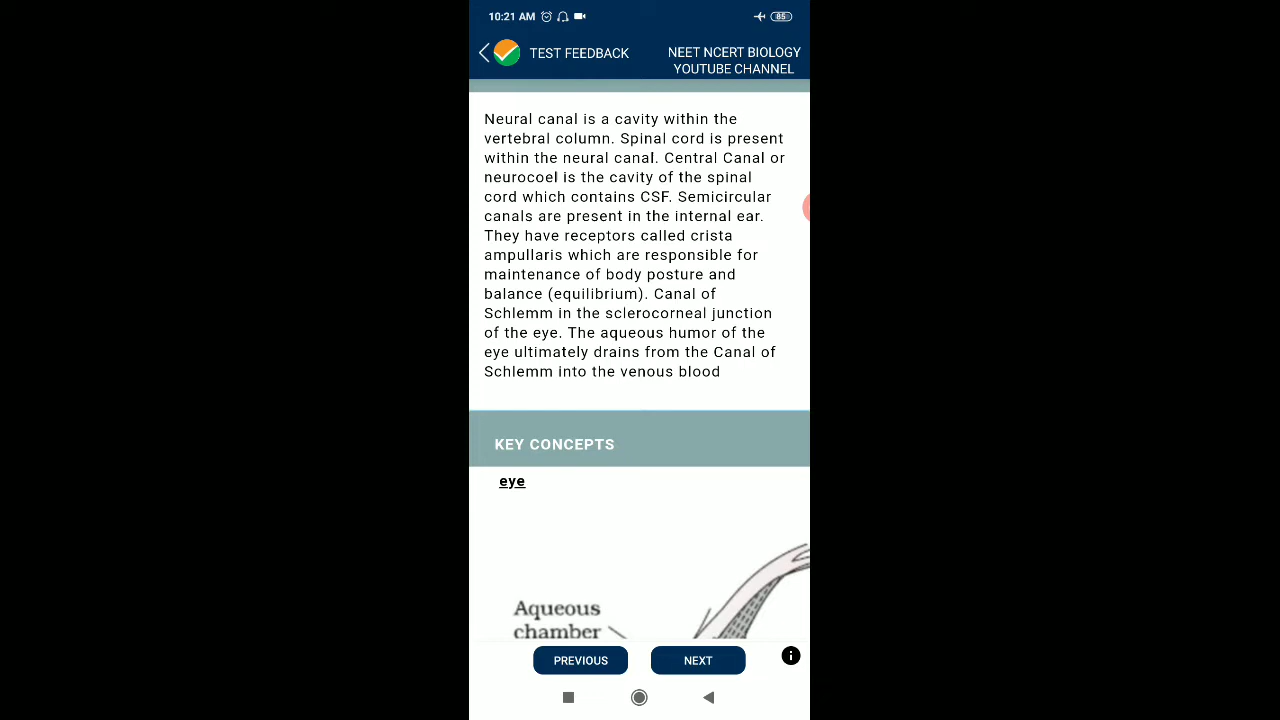 10:21 AM
85
TEST FEEDBACK
NEET NCERT BIOLOGY
YOUTUBE CHANNEL
Neural canal is a cavity within the
vertebral column. Spinal cord is present
within the neural canal. Central Canal or
neurocoel is the cavity of the spinal
cord which contains CSF. Semicircular
canals are present in the internal ear.
They have receptors called crista
ampullaris which are responsible for
maintenance of body posture and
balance (equilibrium). Canal of
Schlemm in the sclerocorneal junction
of the eye. The aqueous humor of the
eye ultimately drains from the Canal of
Schlemm into the venous blood
KEY CONCEPTS
eye
Aqueous
chamber
PREVIOUS
NEXT